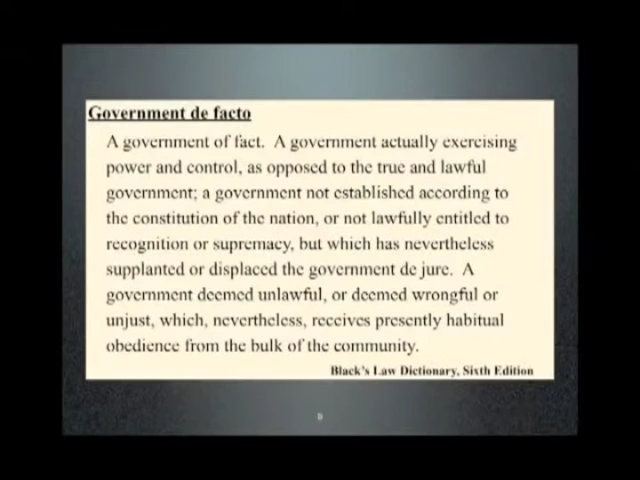 Government de facto
A government of fact. A government actually exercising
power and control, as opposed to the true and lawful
government; a government not established according to
the constitution of the nation, or not lawfully entitled to
recognition or supremacy, but which has nevertheless
supplanted or displaced the government de jure. A
government deemed unlawful, or deemed wrongful or
unjust, which, nevertheless, receives presently habitual
obedience from the bulk of the community.
Black's Law Dictionary, Sixth Edition